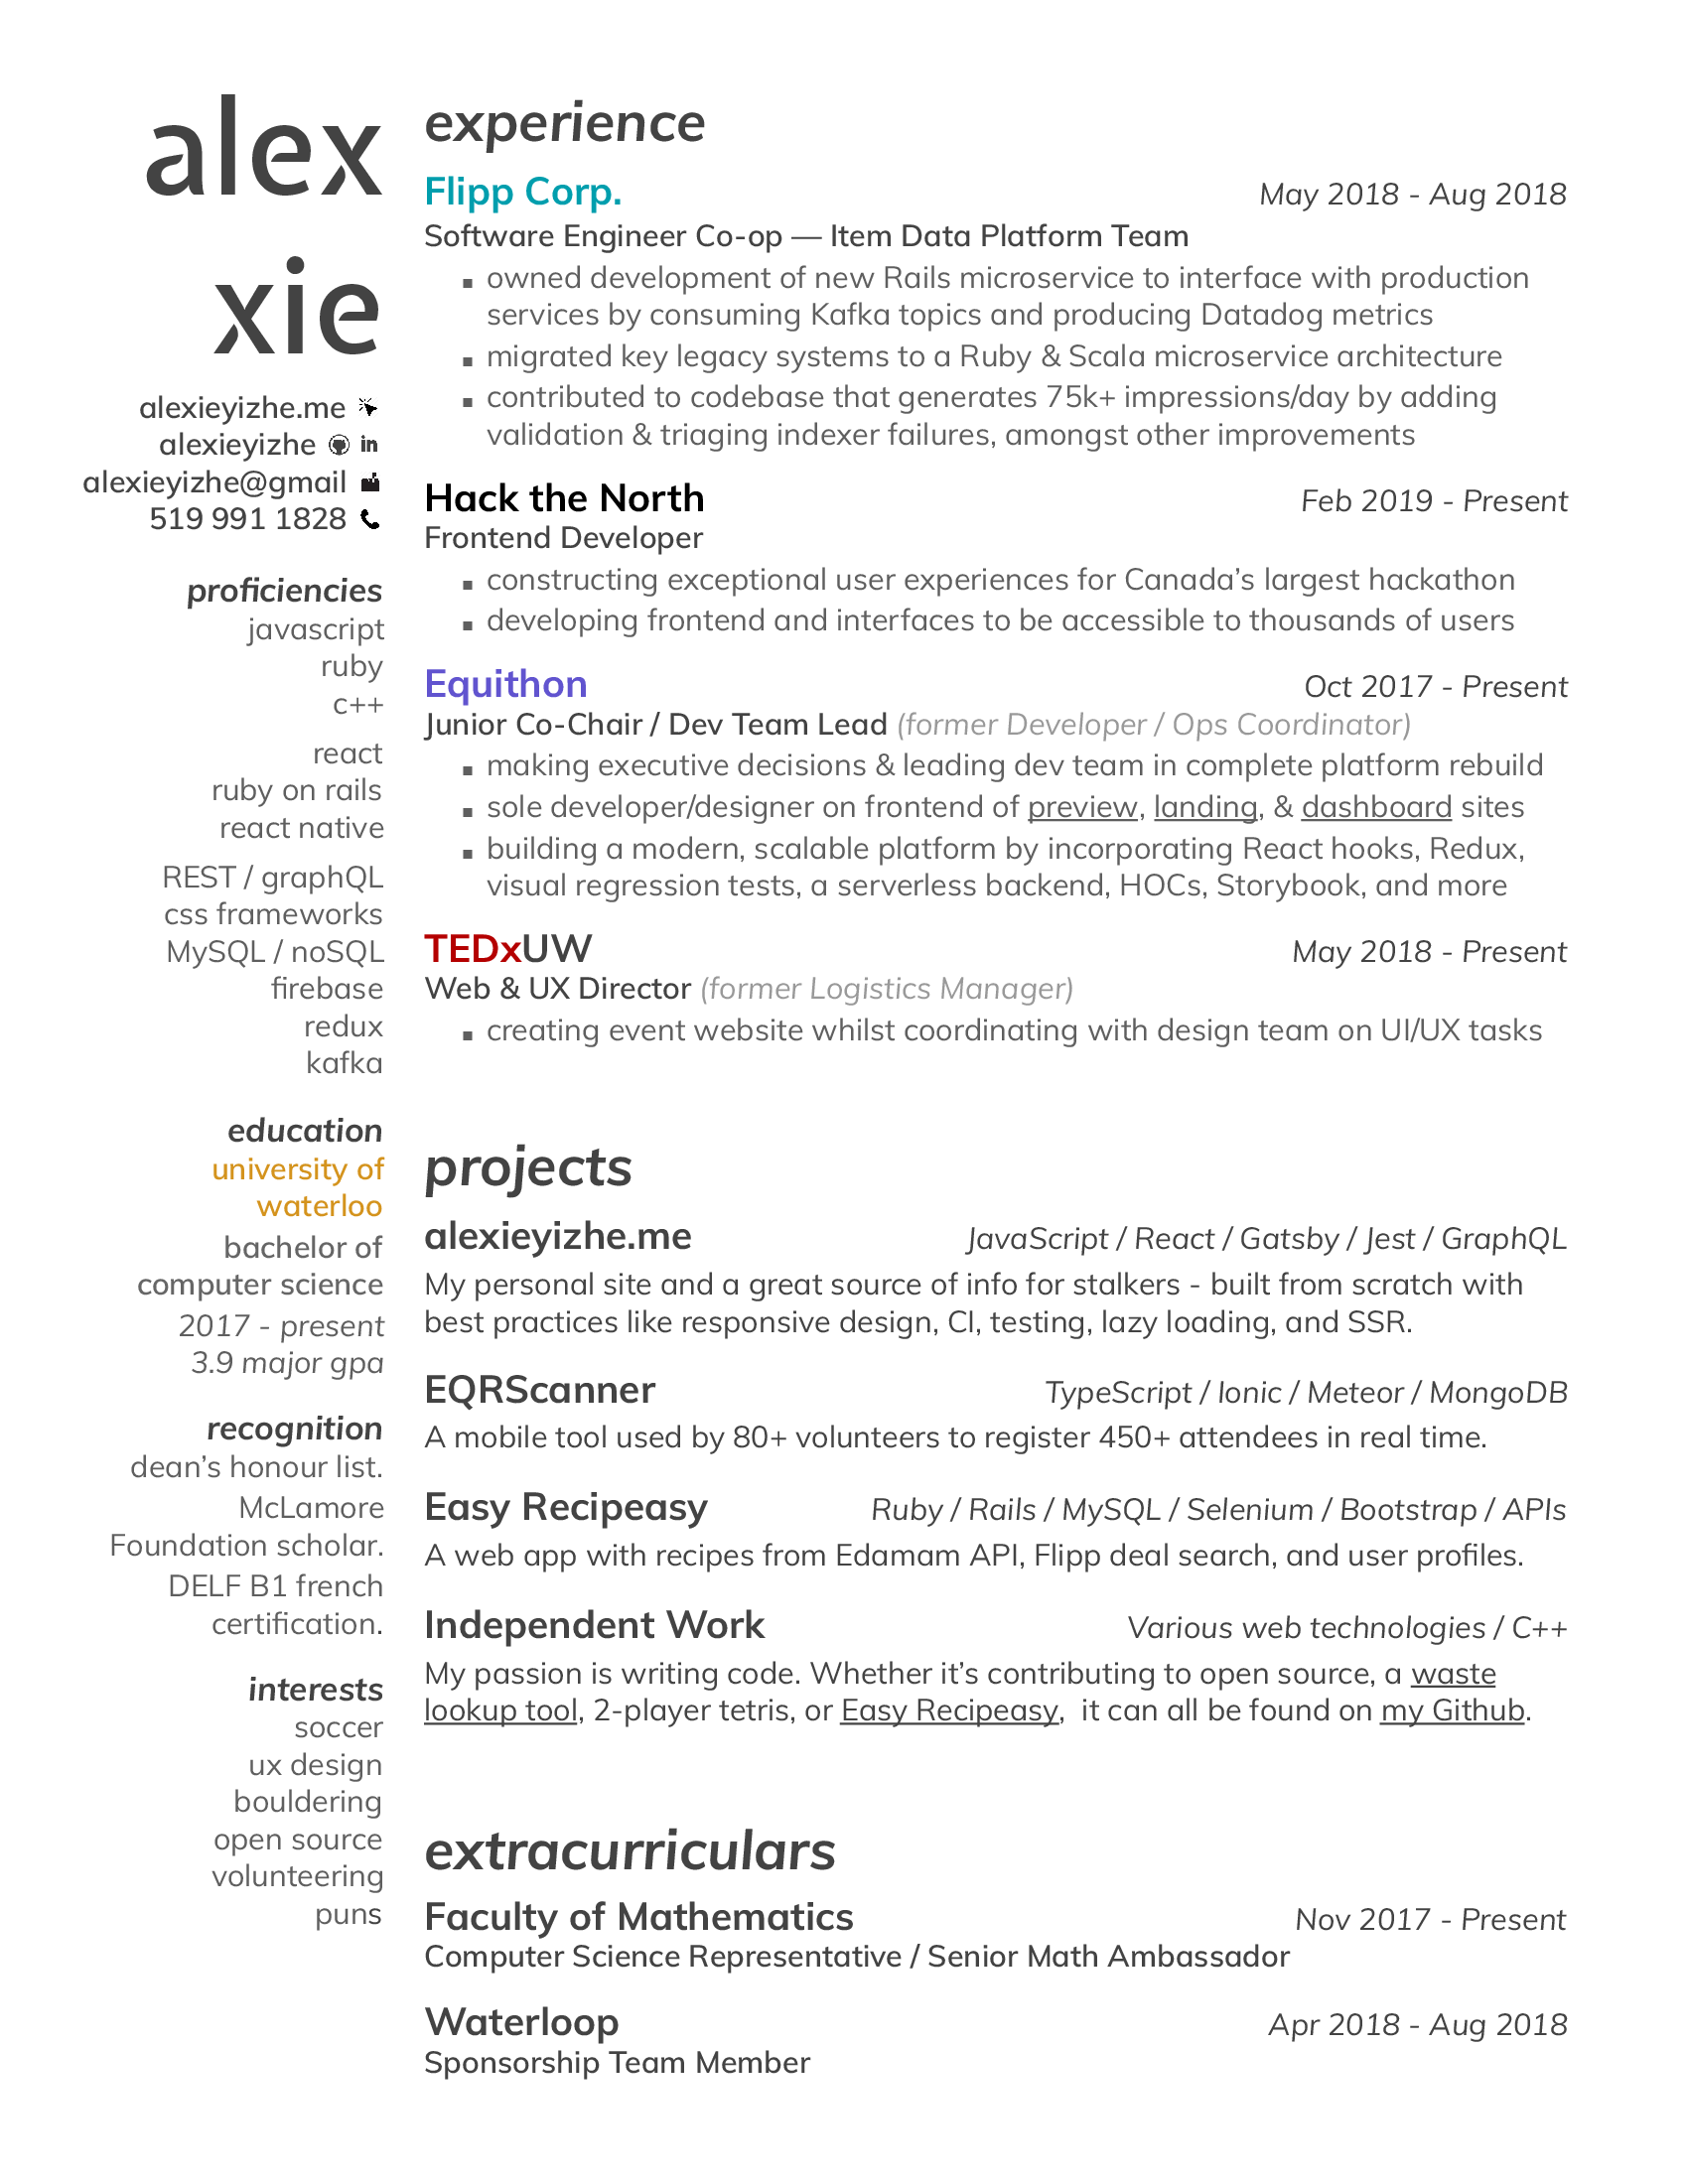 alex
xie
alexieyizhe.me
alexieyizhe
alexieyizhe@gmail
519 991 1828
proficiencies
javascript
ruby
c++
react
ruby on rails
react native
REST / graphQL
css frameworks
MySQL / noSQL
firebase
redux
kafka
education
university of
waterloo
bachelor of
computer science
2017 - present
3.9 major gpa
recognition
dean's honour list.
McLamore
Foundation scholar.
DELF B1 french
certification.
interests
soccer
ux design
bouldering
open source
volunteering
puns
experience
Flipp Corp. May 2018 - Aug 2018
Software Engineer Co-op — Item Data Platform Team
▪ owned development of new Rails microservice to interface with production
services by consuming Kafka topics and producing Datadog metrics
▪ migrated key legacy systems to a Ruby & Scala microservice architecture
▪ contributed to codebase that generates 75k+ impressions/day by adding
validation & triaging indexer failures, amongst other improvements
Hack the North Feb 2019 - Present
Frontend Developer
▪ constructing exceptional user experiences for Canada's largest hackathon
▪ developing frontend and interfaces to be accessible to thousands of users
Equithon Oct 2017 - Present
Junior Co-Chair / Dev Team Lead (former Developer / Ops Coordinator)
▪ making executive decisions & leading dev team in complete platform rebuild
▪ sole developer/designer on frontend of preview, landing, & dashboard sites
▪ building a modern, scalable platform by incorporating React hooks, Redux,
visual regression tests, a serverless backend, HOCs, Storybook, and more
TEDxUW May 2018 - Present
Web & UX Director (former Logistics Manager)
▪ creating event website whilst coordinating with design team on UI/UX tasks
projects
alexieyizhe.me JavaScript / React / Gatsby / Jest / GraphQL
My personal site and a great source of info for stalkers - built from scratch with
best practices like responsive design, CI, testing, lazy loading, and SSR.
EQRScanner TypeScript / Ionic / Meteor / MongoDB
A mobile tool used by 80+ volunteers to register 450+ attendees in real time.
Easy Recipeasy Ruby / Rails / MySQL / Selenium / Bootstrap / APIs
A web app with recipes from Edamam API, Flipp deal search, and user profiles.
Independent Work Various web technologies / C++
My passion is writing code. Whether it's contributing to open source, a waste
lookup tool, 2-player tetris, or Easy Recipeasy, it can all be found on my Github.
extracurriculars
Faculty of Mathematics Nov 2017 - Present
Computer Science Representative / Senior Math Ambassador
Waterloop Apr 2018 - Aug 2018
Sponsorship Team Member